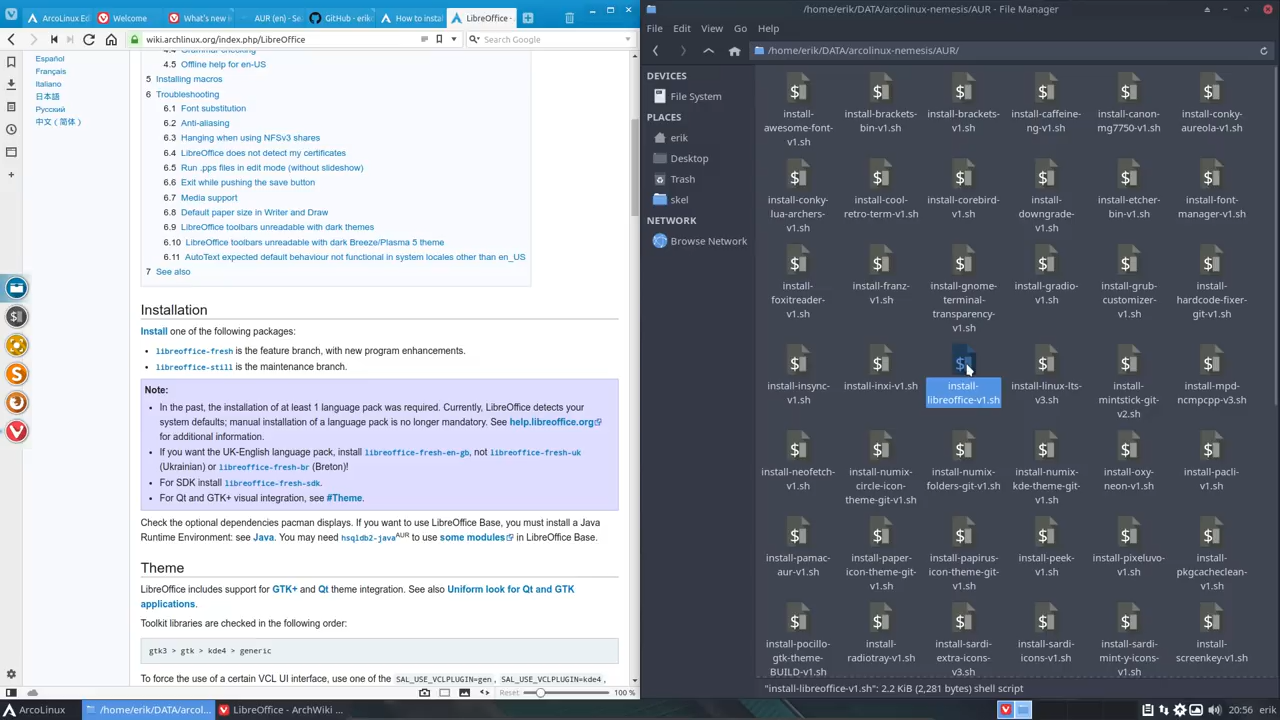 ArcoLinux Ed
Welcome
What's new i
AUR (en) - Se
GitHub - erik
How to instal
LibreOffice -
wiki.archlinux.org/index.php/LibreOffice
Search Google
Español
Français
Italiano
日本語
Русский
中文（简体）
4.4 Grammar checking
4.5 Offline help for en-US
5 Installing macros
6 Troubleshooting
6.1 Font substitution
6.2 Anti-aliasing
6.3 Hanging when using NFSv3 shares
6.4 LibreOffice does not detect my certificates
6.5 Run .pps files in edit mode (without slideshow)
6.6 Exit while pushing the save button
6.7 Media support
6.8 Default paper size in Writer and Draw
6.9 LibreOffice toolbars unreadable with dark themes
6.10 LibreOffice toolbars unreadable with dark Breeze/Plasma 5 theme
6.11 AutoText expected default behaviour not functional in system locales other than en_US
7 See also
Installation
Install one of the following packages:
• libreoffice-fresh is the feature branch, with new program enhancements.
• libreoffice-still is the maintenance branch.
Note:
• In the past, the installation of at least 1 language pack was required. Currently, LibreOffice detects your
system defaults; manual installation of a language pack is no longer mandatory. See help.libreoffice.org
for additional information.
• If you want the UK-English language pack, install libreoffice-fresh-en-gb, not libreoffice-fresh-uk
(Ukrainian) or libreoffice-fresh-br (Breton)!
• For SDK install libreoffice-fresh-sdk.
• For Qt and GTK+ visual integration, see #Theme.
Check the optional dependencies pacman displays. If you want to use LibreOffice Base, you must install a Java
Runtime Environment: see Java. You may need hsqldb2-javaAUR to use some modules in LibreOffice Base.
Theme
LibreOffice includes support for GTK+ and Qt theme integration. See also Uniform look for Qt and GTK
applications.
Toolkit libraries are checked in the following order:
gtk3 > gtk > kde4 > generic
To force the use of a certain VCL UI interface, use one of the SAL_USE_VCLPLUGIN=gen, SAL_USE_VCLPLUGIN=kde4,
Reset
100 %
/home/erik/DATA/arcolinux-nemesis/AUR - File Manager
File Edit View Go Help
/home/erik/DATA/arcolinux-nemesis/AUR/
DEVICES
File System
PLACES
erik
Desktop
Trash
skel
NETWORK
Browse Network
install-awesome-font-v1.sh
install-brackets-bin-v1.sh
install-brackets-v1.sh
install-caffeine-ng-v1.sh
install-canon-mg7750-v1.sh
install-conky-aureola-v1.sh
install-conky-lua-archers-v1.sh
install-cool-retro-term-v1.sh
install-corebird-v1.sh
install-downgrade-v1.sh
install-etcher-bin-v1.sh
install-font-manager-v1.sh
install-foxitreader-v1.sh
install-franz-v1.sh
install-gnome-terminal-transparency-v1.sh
install-gradio-v1.sh
install-grub-customizer-v1.sh
install-hardcode-fixer-git-v1.sh
install-insync-v1.sh
install-inxi-v1.sh
install-libreoffice-v1.sh
install-linux-lts-v3.sh
install-mintstick-git-v2.sh
install-mpd-ncmpcpp-v3.sh
install-neofetch-v1.sh
install-numix-circle-icon-theme-git-v1.sh
install-numix-folders-git-v1.sh
install-numix-kde-theme-git-v1.sh
install-oxy-neon-v1.sh
install-pacli-v1.sh
install-pamac-aur-v1.sh
install-paper-icon-theme-git-v1.sh
install-papirus-icon-theme-git-v1.sh
install-peek-v1.sh
install-pixeluvo-v1.sh
install-pkgcacheclean-v1.sh
install-pocillo-gtk-theme-BUILD-v1.sh
install-radiotray-v1.sh
install-sardi-extra-icons-v3.sh
install-sardi-icons-v1.sh
install-sardi-mint-y-icons-v1.sh
install-screenkey-v1.sh
"install-libreoffice-v1.sh": 2.2 KiB (2,281 bytes) shell script
ArcoLinux
/home/erik/DATA/arcol...
LibreOffice - ArchWiki ...
20:56 erik